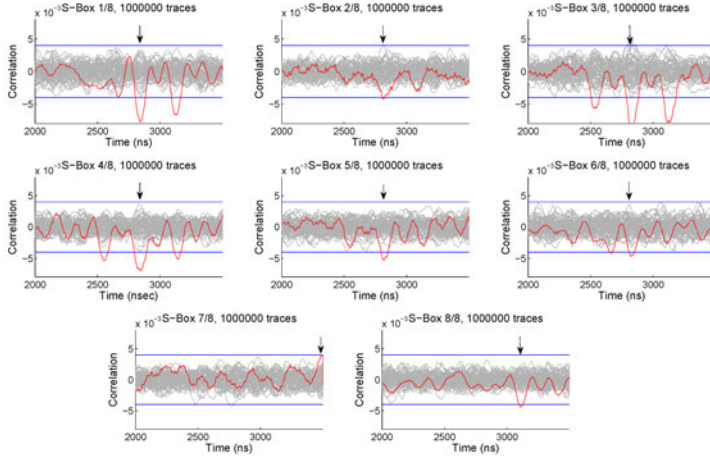 x 10⁻³ S-Box 1/8, 1000000 traces
x 10⁻³ S-Box 2/8, 1000000 traces
x 10⁻³ S-Box 3/8, 1000000 traces
5
0
-5
Correlation
5
0
-5
Correlation
5
0
-5
Correlation
2000 2500 3000
2000 2500 3000
2000 2500 3000
Time (ns)
Time (ns)
Time (ns)
x 10⁻³ S-Box 4/8, 1000000 traces
x 10⁻³ S-Box 5/8, 1000000 traces
x 10⁻³ S-Box 6/8, 1000000 traces
5
0
-5
Correlation
5
0
-5
Correlation
5
0
-5
Correlation
2000 2500 3000
2000 2500 3000
2000 2500 3000
Time (nsec)
Time (ns)
Time (ns)
x 10⁻³ S-Box 7/8, 1000000 traces
x 10⁻³ S-Box 8/8, 1000000 traces
5
0
-5
Correlation
5
0
-5
Correlation
2000 2500 3000
2000 2500 3000
Time (ns)
Time (ns)